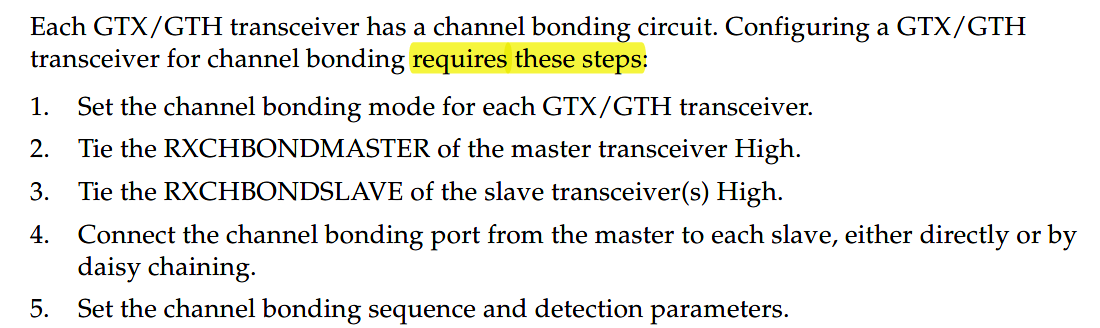 Each GTX/GTH transceiver has a channel bonding circuit. Configuring a GTX/GTH
transceiver for channel bonding requires these steps:
1. Set the channel bonding mode for each GTX/GTH transceiver.
2. Tie the RXCHBONDMASTER of the master transceiver High.
3. Tie the RXCHBONDSLAVE of the slave transceiver(s) High.
4. Connect the channel bonding port from the master to each slave, either directly or by
daisy chaining.
5. Set the channel bonding sequence and detection parameters.